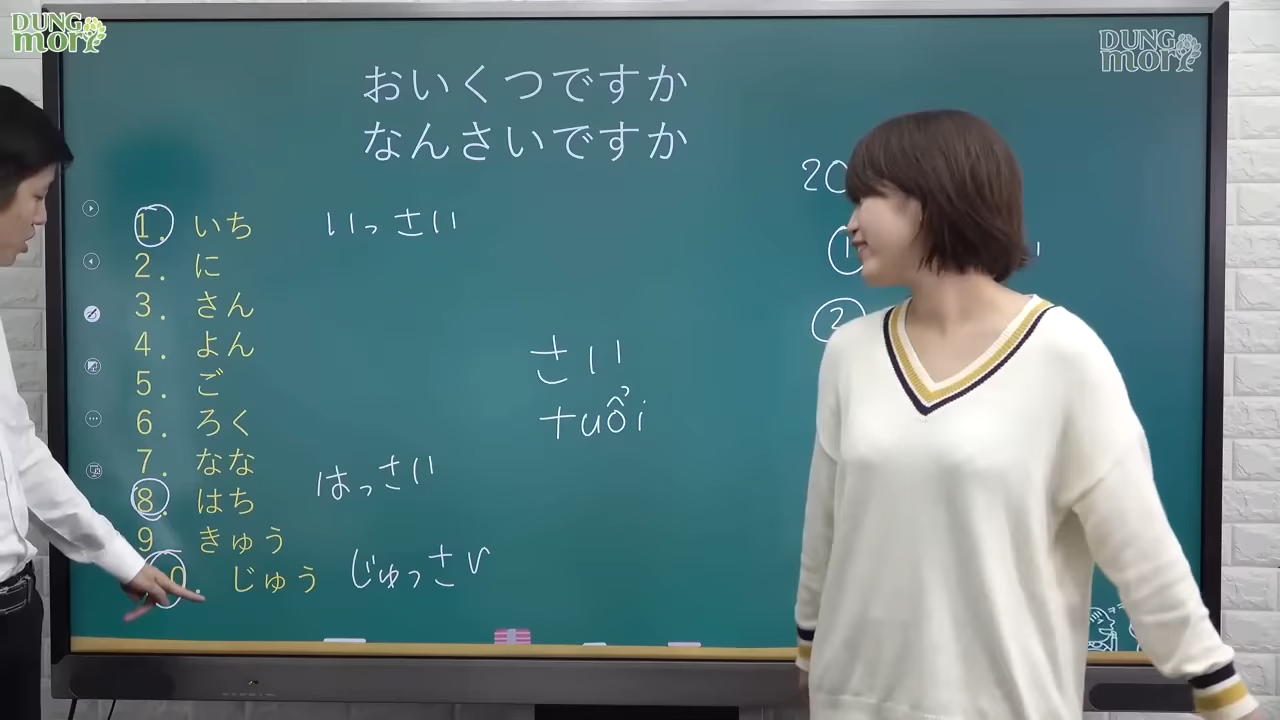 DUNG
mori
DUNG
mori
おいくつですか
なんさいですか
20
1. いち いっさい
①
2. に
3. さん
②
4. よん
さい
5. ご
tuổi
6. ろく
7. なな
8. はち はっさい
9. きゅう
0. じゅう じゅっさい